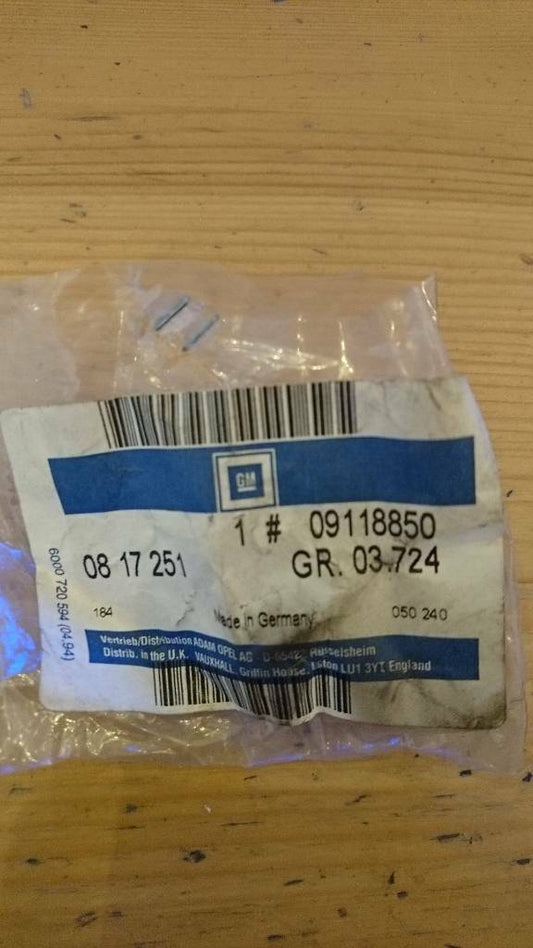 GM
1 # 09118850
08 17 251 GR. 03.724
184 Made in Germany 050 240
Vertrieb/Distribution ADAM OPEL AG Rüsselsheim
Distrib. in the U.K. VAUXHALL Griffin House, Luton LU1 3YT England
6000 720 594 (04.94)